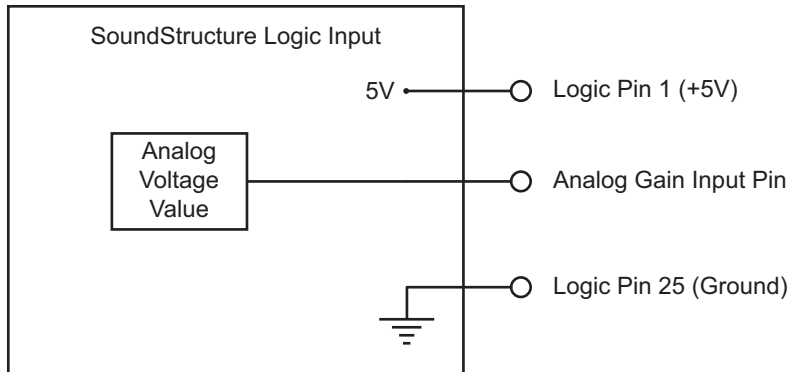 SoundStructure Logic Input
5V
Logic Pin 1 (+5V)
Analog
Voltage
Value
Analog Gain Input Pin
Logic Pin 25 (Ground)